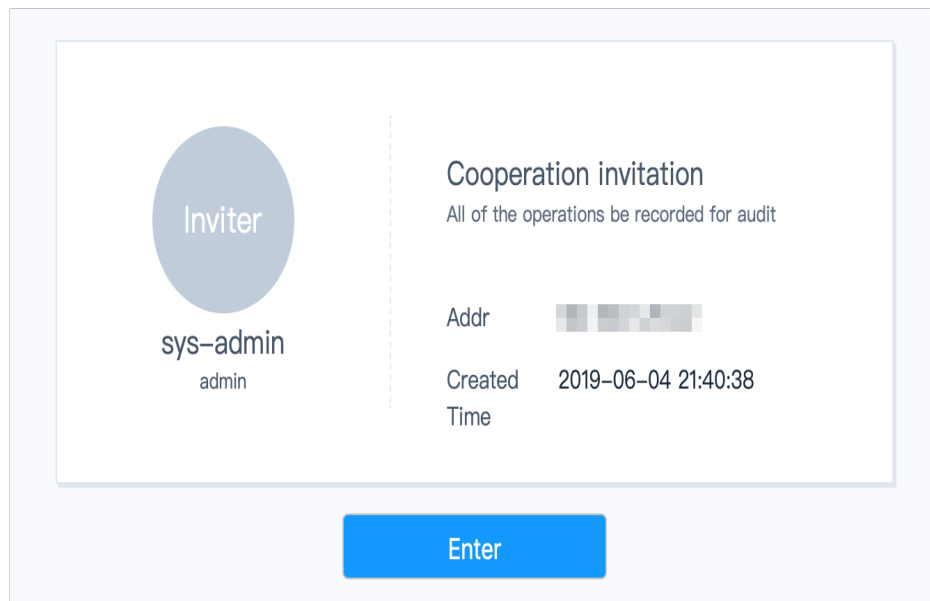 Inviter
sys-admin
admin
Cooperation invitation
All of the operations be recorded for audit
Addr
Created Time
2019-06-04 21:40:38
Enter